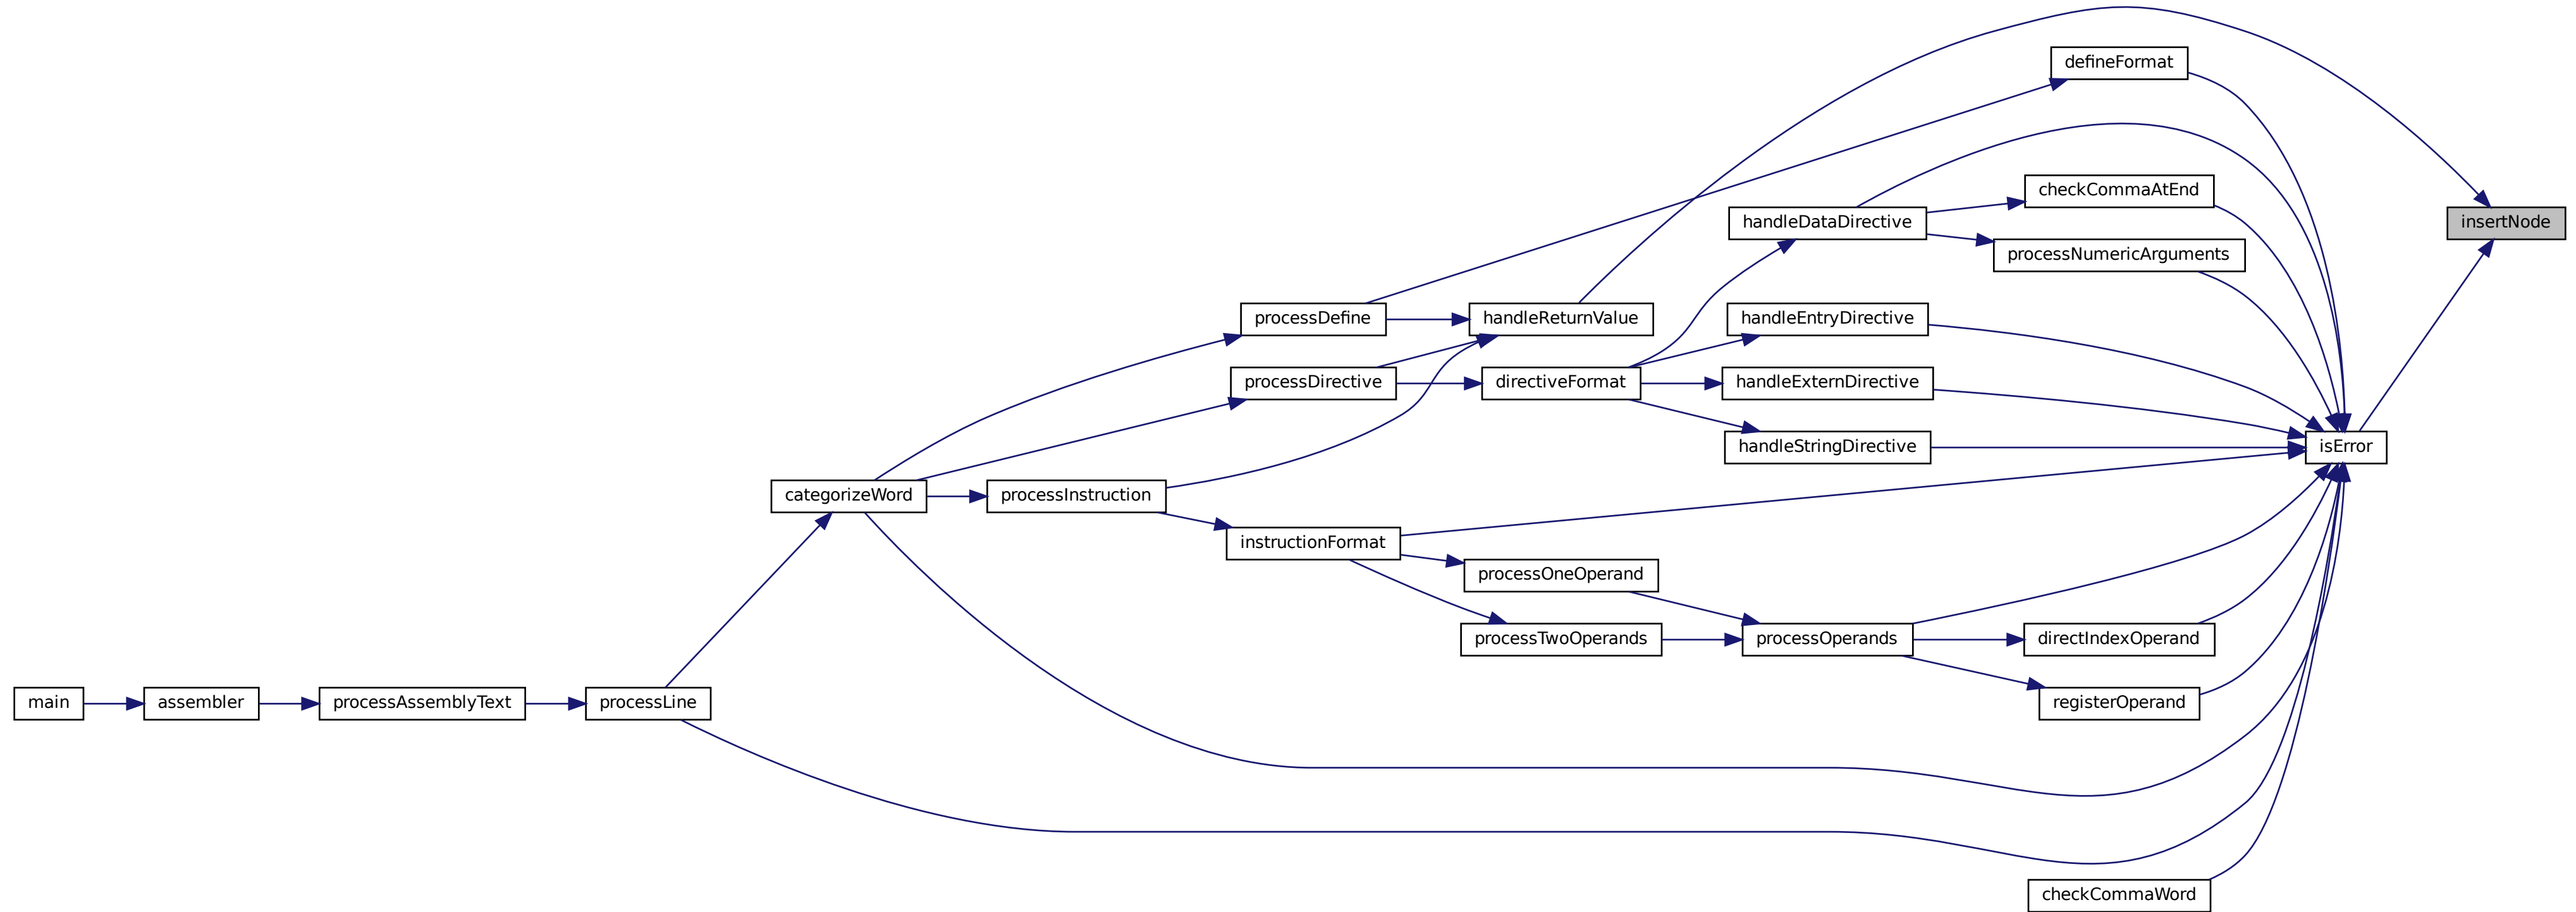 defineFormat
checkCommaAtEnd
handleDataDirective
insertNode
processNumericArguments
processDefine
handleReturnValue
handleEntryDirective
processDirective
directiveFormat
handleExternDirective
handleStringDirective
isError
categorizeWord
processInstruction
instructionFormat
processOneOperand
processTwoOperands
processOperands
directIndexOperand
main
assembler
processAssemblyText
processLine
registerOperand
checkCommaWord